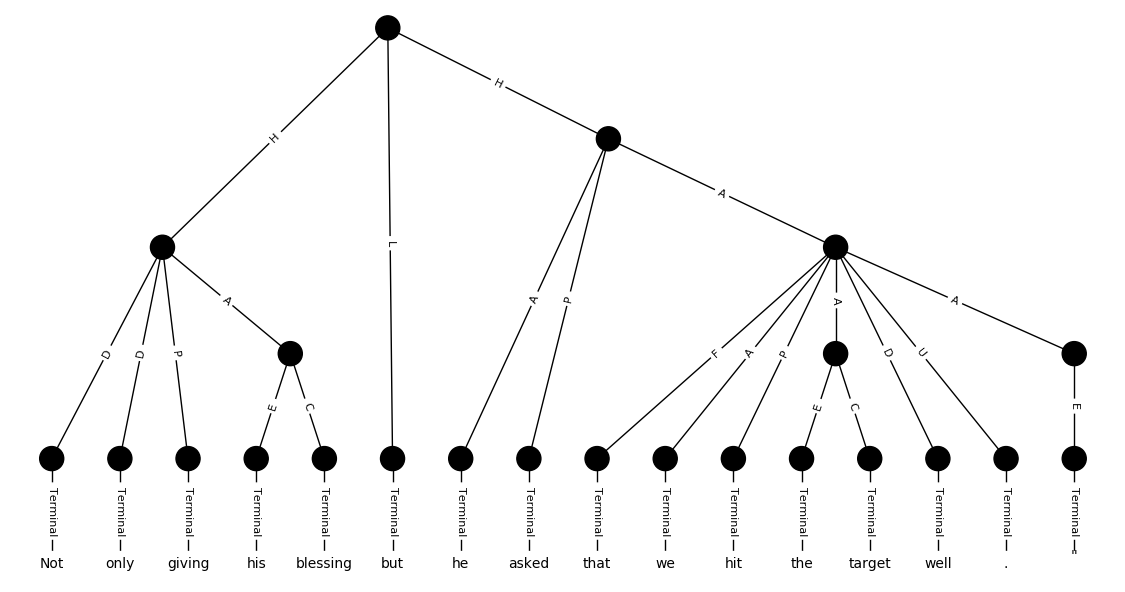 H
H
L
A
D
D
P
A
A
P
F
A
P
A
D
U
A
E
C
E
C
E
Terminal Terminal Terminal Terminal Terminal Terminal Terminal Terminal Terminal Terminal Terminal Terminal Terminal Terminal Terminal Terminal
Not only giving his blessing but he asked that we hit the target well . "